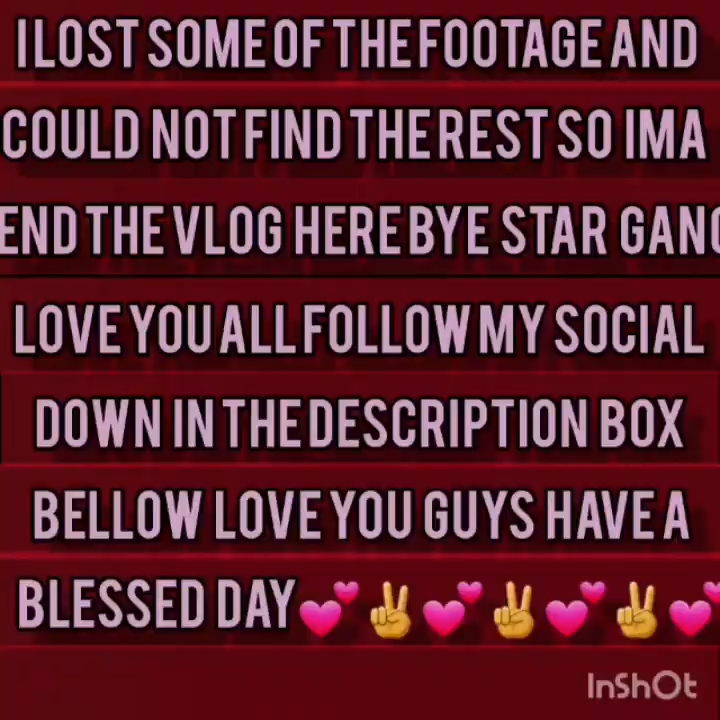 I LOST SOME OF THE FOOTAGE AND
COULD NOT FIND THE REST SO IMA
END THE VLOG HERE BYE STAR GANG
LOVE YOU ALL FOLLOW MY SOCIAL
DOWN IN THE DESCRIPTION BOX
BELLOW LOVE YOU GUYS HAVE A
BLESSED DAY💕✌️💕✌️💕✌️💕
InShOt